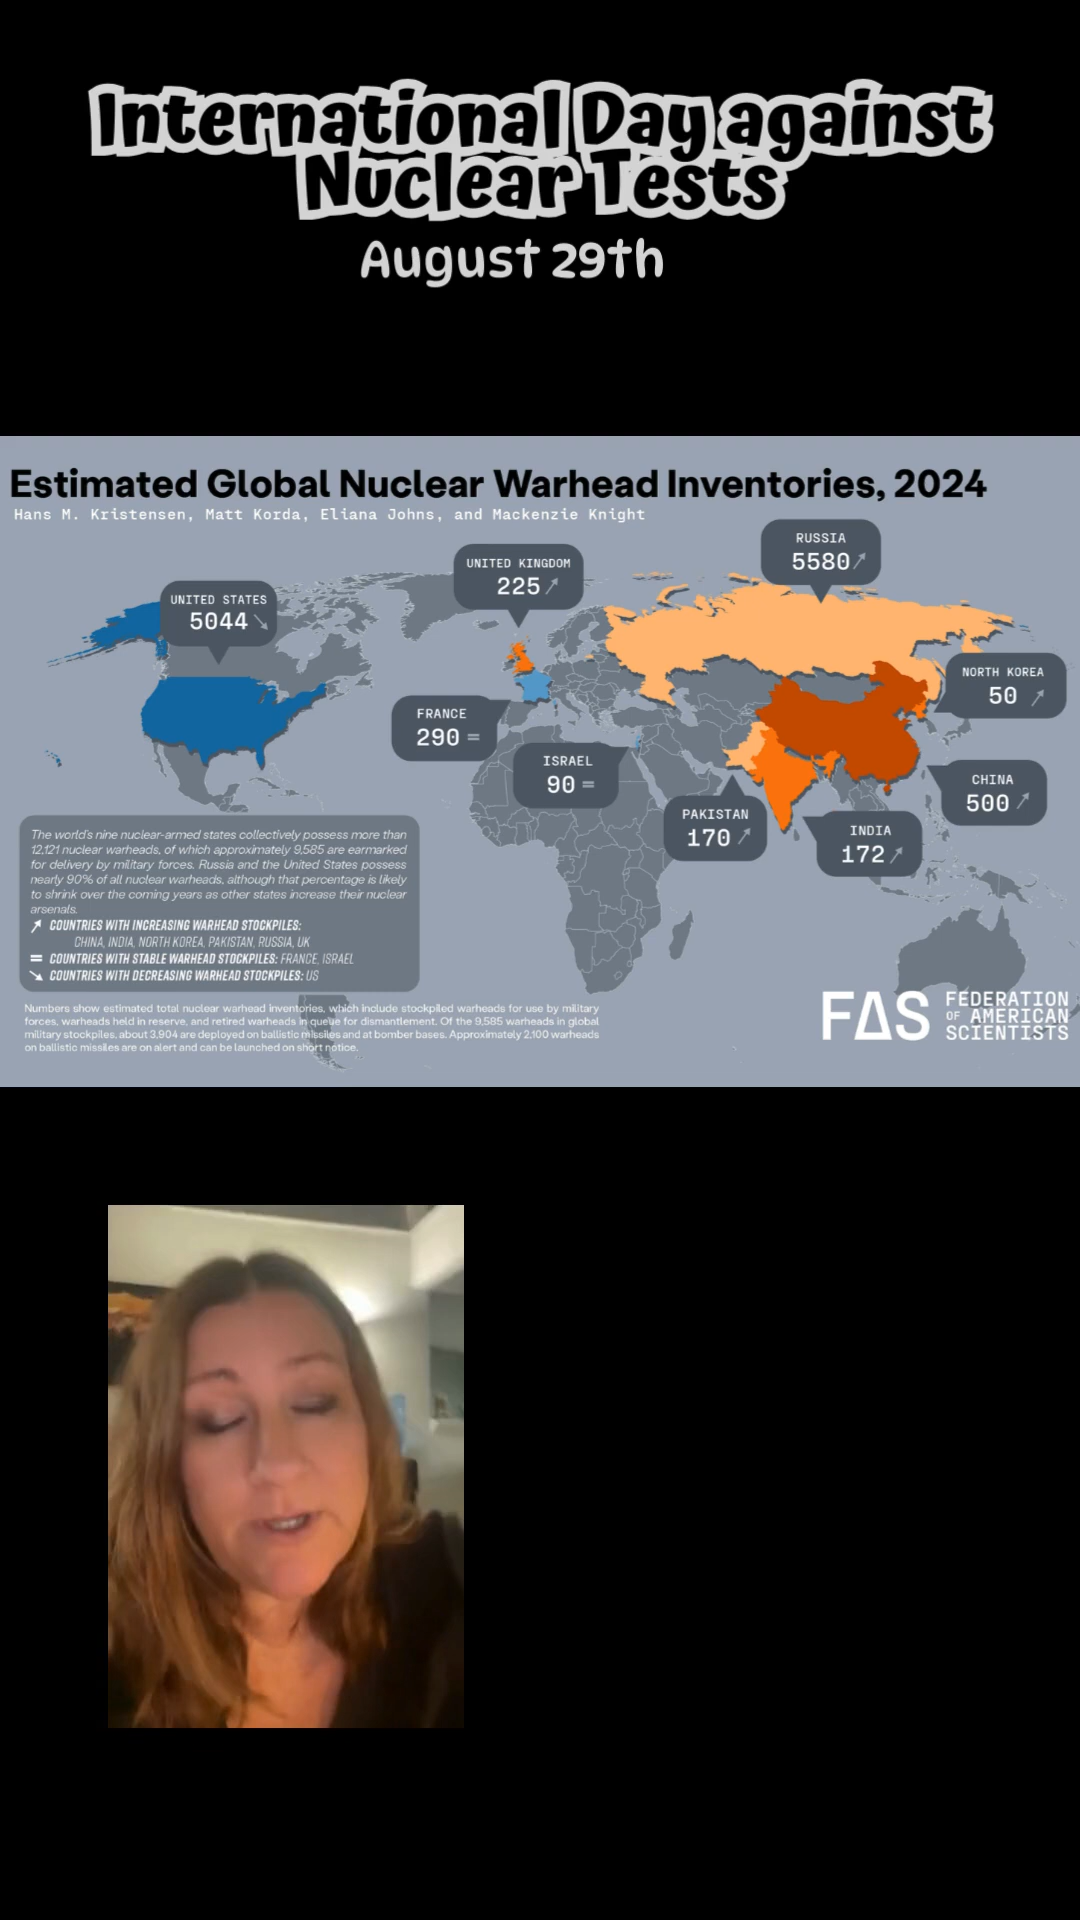 International Day against
Nuclear Tests
August 29th
Estimated Global Nuclear Warhead Inventories, 2024
Hans M. Kristensen, Matt Korda, Eliana Johns, and Mackenzie Knight
RUSSIA
5580↗
UNITED KINGDOM
225↗
UNITED STATES
5044↘
NORTH KOREA
50 ↗
FRANCE
290 =
ISRAEL
90 =
CHINA
500 ↗
PAKISTAN
170 ↗
INDIA
172↗
The world's nine nuclear-armed states collectively possess more than
12,121 nuclear warheads, of which approximately 9,585 are earmarked
for delivery by military forces. Russia and the United States possess
nearly 90% of all nuclear warheads, although that percentage is likely
to shrink over the coming years as other states increase their nuclear
arsenals.
↗ COUNTRIES WITH INCREASING WARHEAD STOCKPILES:
CHINA, INDIA, NORTH KOREA, PAKISTAN, RUSSIA, UK
= COUNTRIES WITH STABLE WARHEAD STOCKPILES: FRANCE, ISRAEL
↘ COUNTRIES WITH DECREASING WARHEAD STOCKPILES: US
Numbers show estimated total nuclear warhead inventories, which include stockpiled warheads for use by military
forces, warheads held in reserve, and retired warheads in queue for dismantlement. Of the 9,585 warheads in global
military stockpiles, about 3,904 are deployed on ballistic missiles and at bomber bases. Approximately 2,100 warheads
on ballistic missiles are on alert and can be launched on short notice.
FAS
FEDERATION
OF AMERICAN
SCIENTISTS